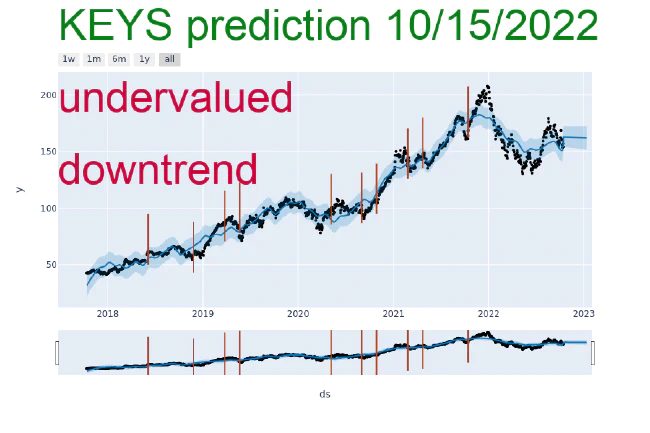 KEYS prediction 10/15/2022
1w 1m 6m 1y all
undervalued
downtrend
200
150
100
50
y
2018 2019 2020 2021 2022 2023
ds